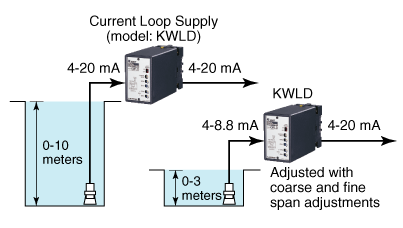 Current Loop Supply
(model: KWLD)
4-20 mA
4-20 mA
0-10
meters
KWLD
4-8.8 mA
4-20 mA
0-3
meters
Adjusted with
coarse and fine
span adjustments